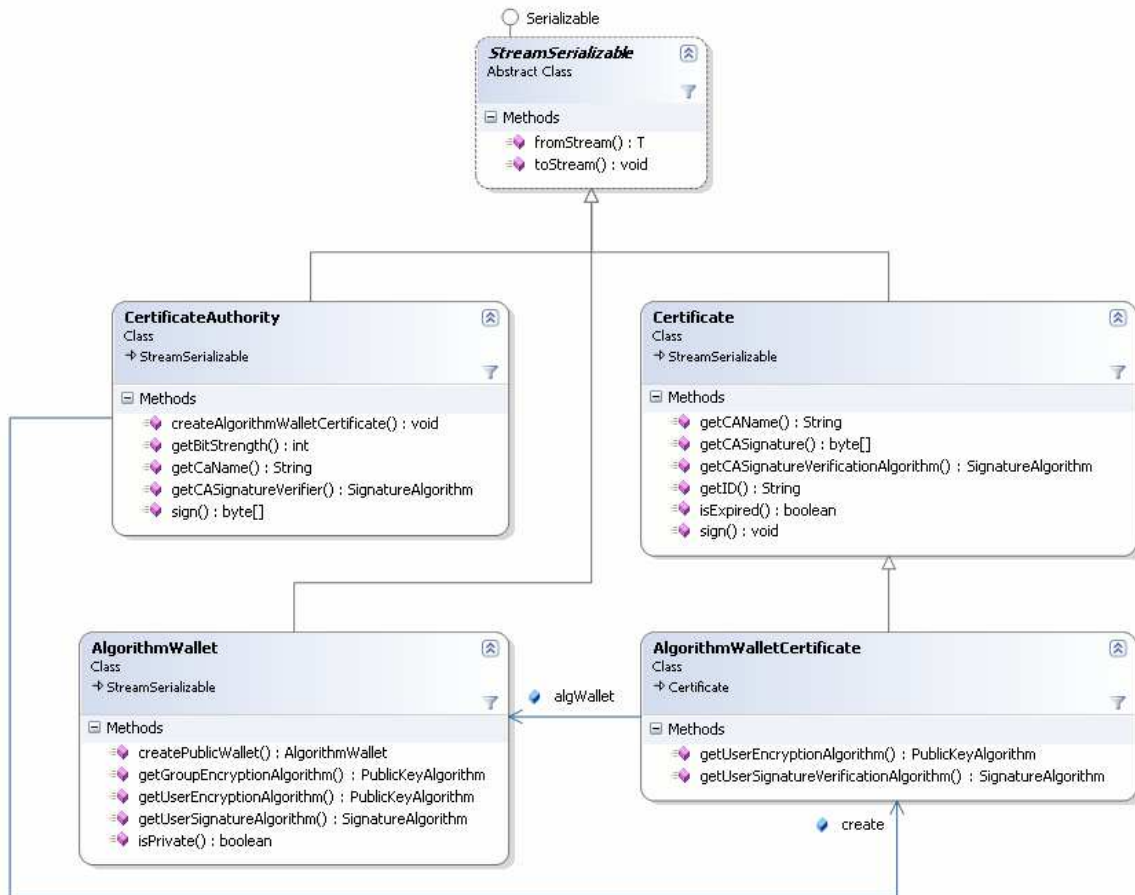 Serializable
StreamSerializable
Abstract Class
Methods
fromStream() : T
toStream() : void
CertificateAuthority
Class
StreamSerializable
Methods
createAlgorithmWalletCertificate() : void
getBitStrength() : int
getCaName() : String
getCASignatureVerifier() : SignatureAlgorithm
sign() : byte[]
Certificate
Class
StreamSerializable
Methods
getCAName() : String
getCASignature() : byte[]
getCASignatureVerificationAlgorithm() : SignatureAlgorithm
getID() : String
isExpired() : boolean
sign() : void
AlgorithmWallet
Class
StreamSerializable
Methods
createPublicWallet() : AlgorithmWallet
getGroupEncryptionAlgorithm() : PublicKeyAlgorithm
getUserEncryptionAlgorithm() : PublicKeyAlgorithm
getUserSignatureAlgorithm() : SignatureAlgorithm
isPrivate() : boolean
algWallet
AlgorithmWalletCertificate
Class
Certificate
Methods
getUserEncryptionAlgorithm() : PublicKeyAlgorithm
getUserSignatureVerificationAlgorithm() : SignatureAlgorithm
create